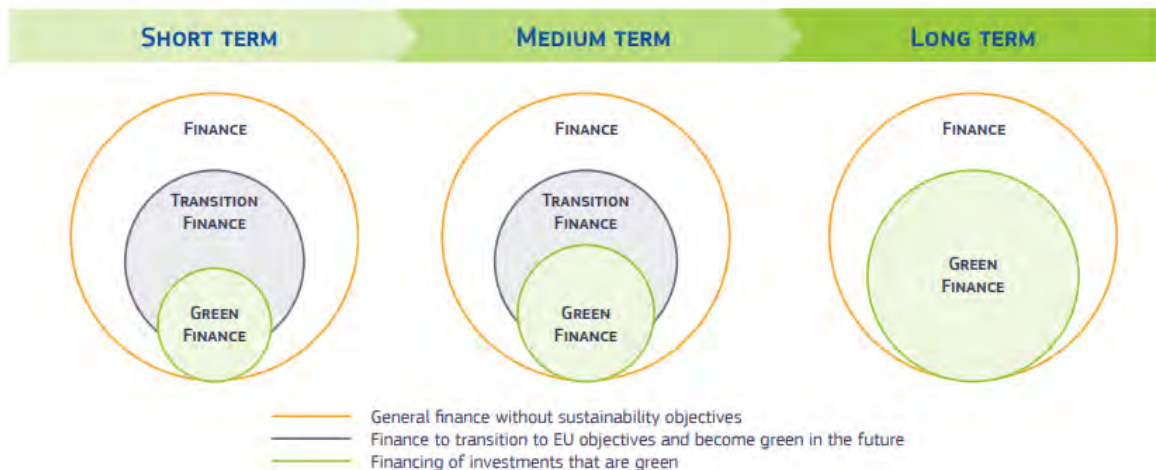 SHORT TERM
MEDIUM TERM
LONG TERM
FINANCE
TRANSITION
FINANCE
GREEN
FINANCE
FINANCE
TRANSITION
FINANCE
GREEN
FINANCE
FINANCE
GREEN
FINANCE
General finance without sustainability objectives
Finance to transition to EU objectives and become green in the future
Financing of investments that are green